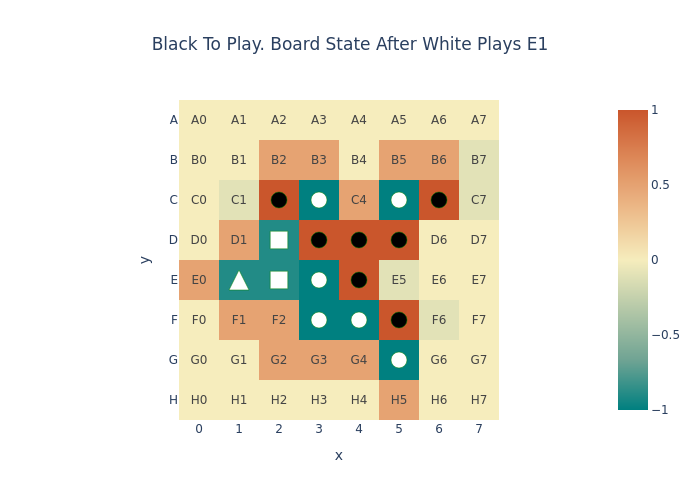 Black To Play. Board State After White Plays E1
A A0 A1 A2 A3 A4 A5 A6 A7
B B0 B1 B2 B3 B4 B5 B6 B7
C C0 C1 C4 C7
D D0 D1 D6 D7
E E0 E5 E6 E7
F F0 F1 F2 F6 F7
G G0 G1 G2 G3 G4 G6 G7
H H0 H1 H2 H3 H4 H5 H6 H7
0 1 2 3 4 5 6 7
x
y
1
0.5
0
−0.5
−1